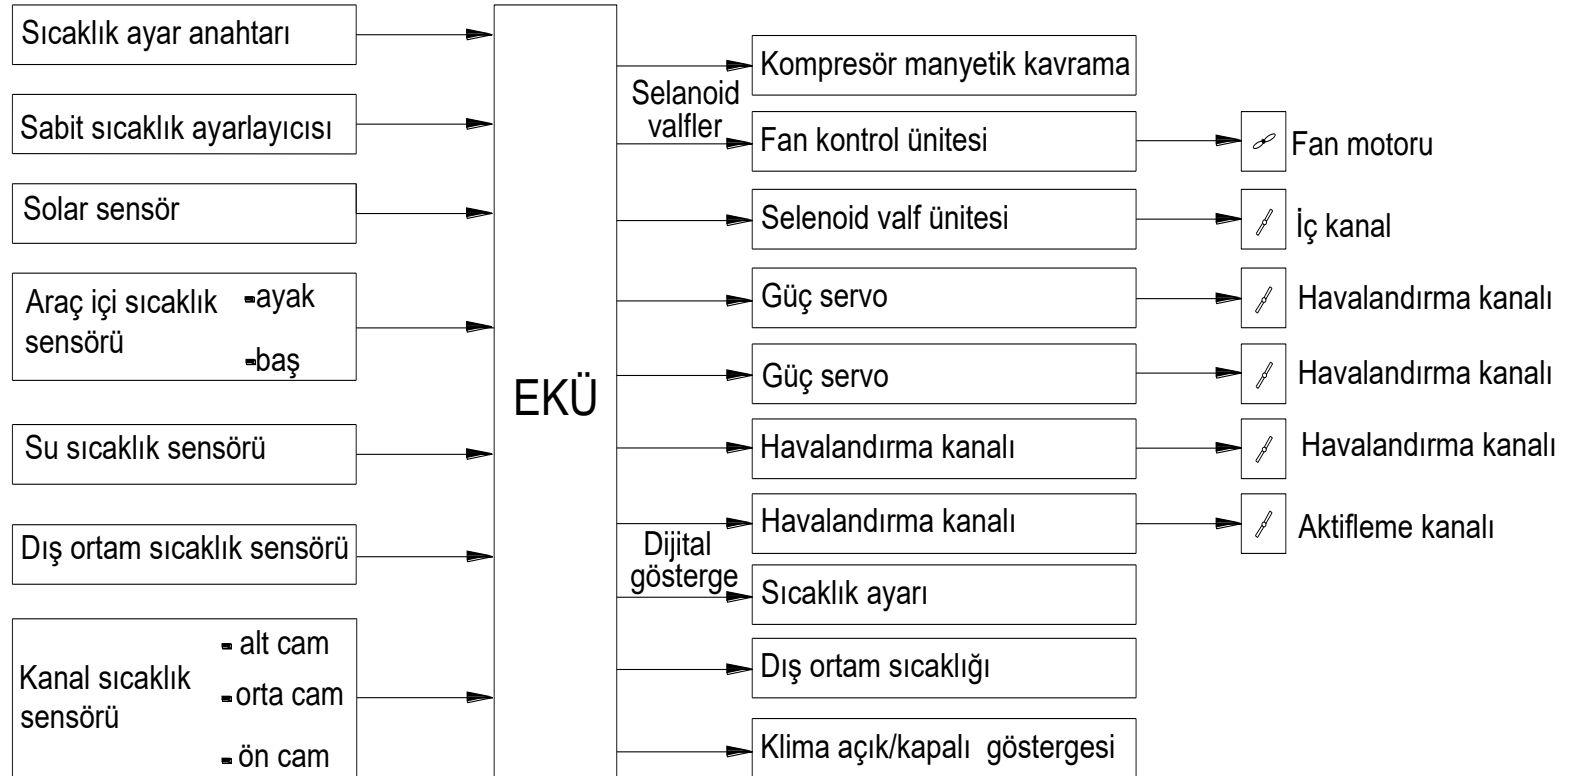 Sıcaklık ayar anahtarı
Sabit sıcaklık ayarlayıcısı
Solar sensör
Araç içi sıcaklık
sensörü
-ayak
-baş
Su sıcaklık sensörü
Dış ortam sıcaklık sensörü
Kanal sıcaklık
sensörü
- alt cam
-orta cam
- ön cam
EKÜ
Selanoid
valfler
Dijital
gösterge
Kompresör manyetik kavrama
Fan kontrol ünitesi
Fan motoru
Selenoid valf ünitesi
İç kanal
Güç servo
Havalandırma kanalı
Güç servo
Havalandırma kanalı
Havalandırma kanalı
Havalandırma kanalı
Havalandırma kanalı
Aktifleme kanalı
Sıcaklık ayarı
Dış ortam sıcaklığı
Klima açık/kapalı göstergesi